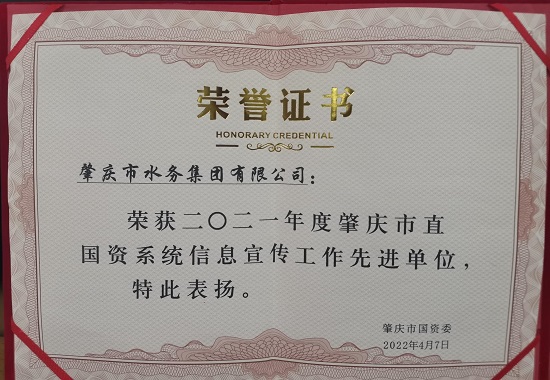 荣誉证书
HONORARY CREDENTIAL
肇庆市水务集团有限公司：
荣获二〇二一年度肇庆市直
国资系统信息宣传工作先进单位，
特此表扬。
肇庆市国资委
2022年4月7日